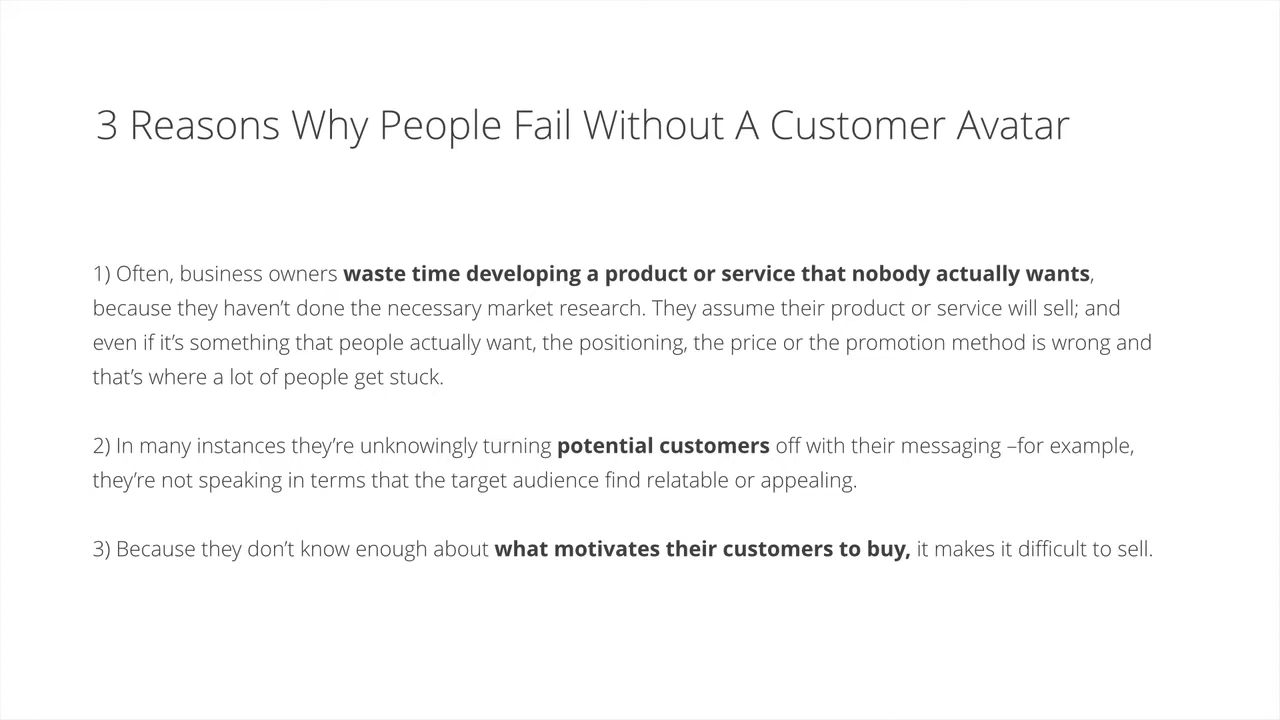 3 Reasons Why People Fail Without A Customer Avatar
1) Often, business owners waste time developing a product or service that nobody actually wants,
because they haven’t done the necessary market research. They assume their product or service will sell; and
even if it’s something that people actually want, the positioning, the price or the promotion method is wrong and
that’s where a lot of people get stuck.
2) In many instances they’re unknowingly turning potential customers off with their messaging –for example,
they’re not speaking in terms that the target audience find relatable or appealing.
3) Because they don’t know enough about what motivates their customers to buy, it makes it difficult to sell.